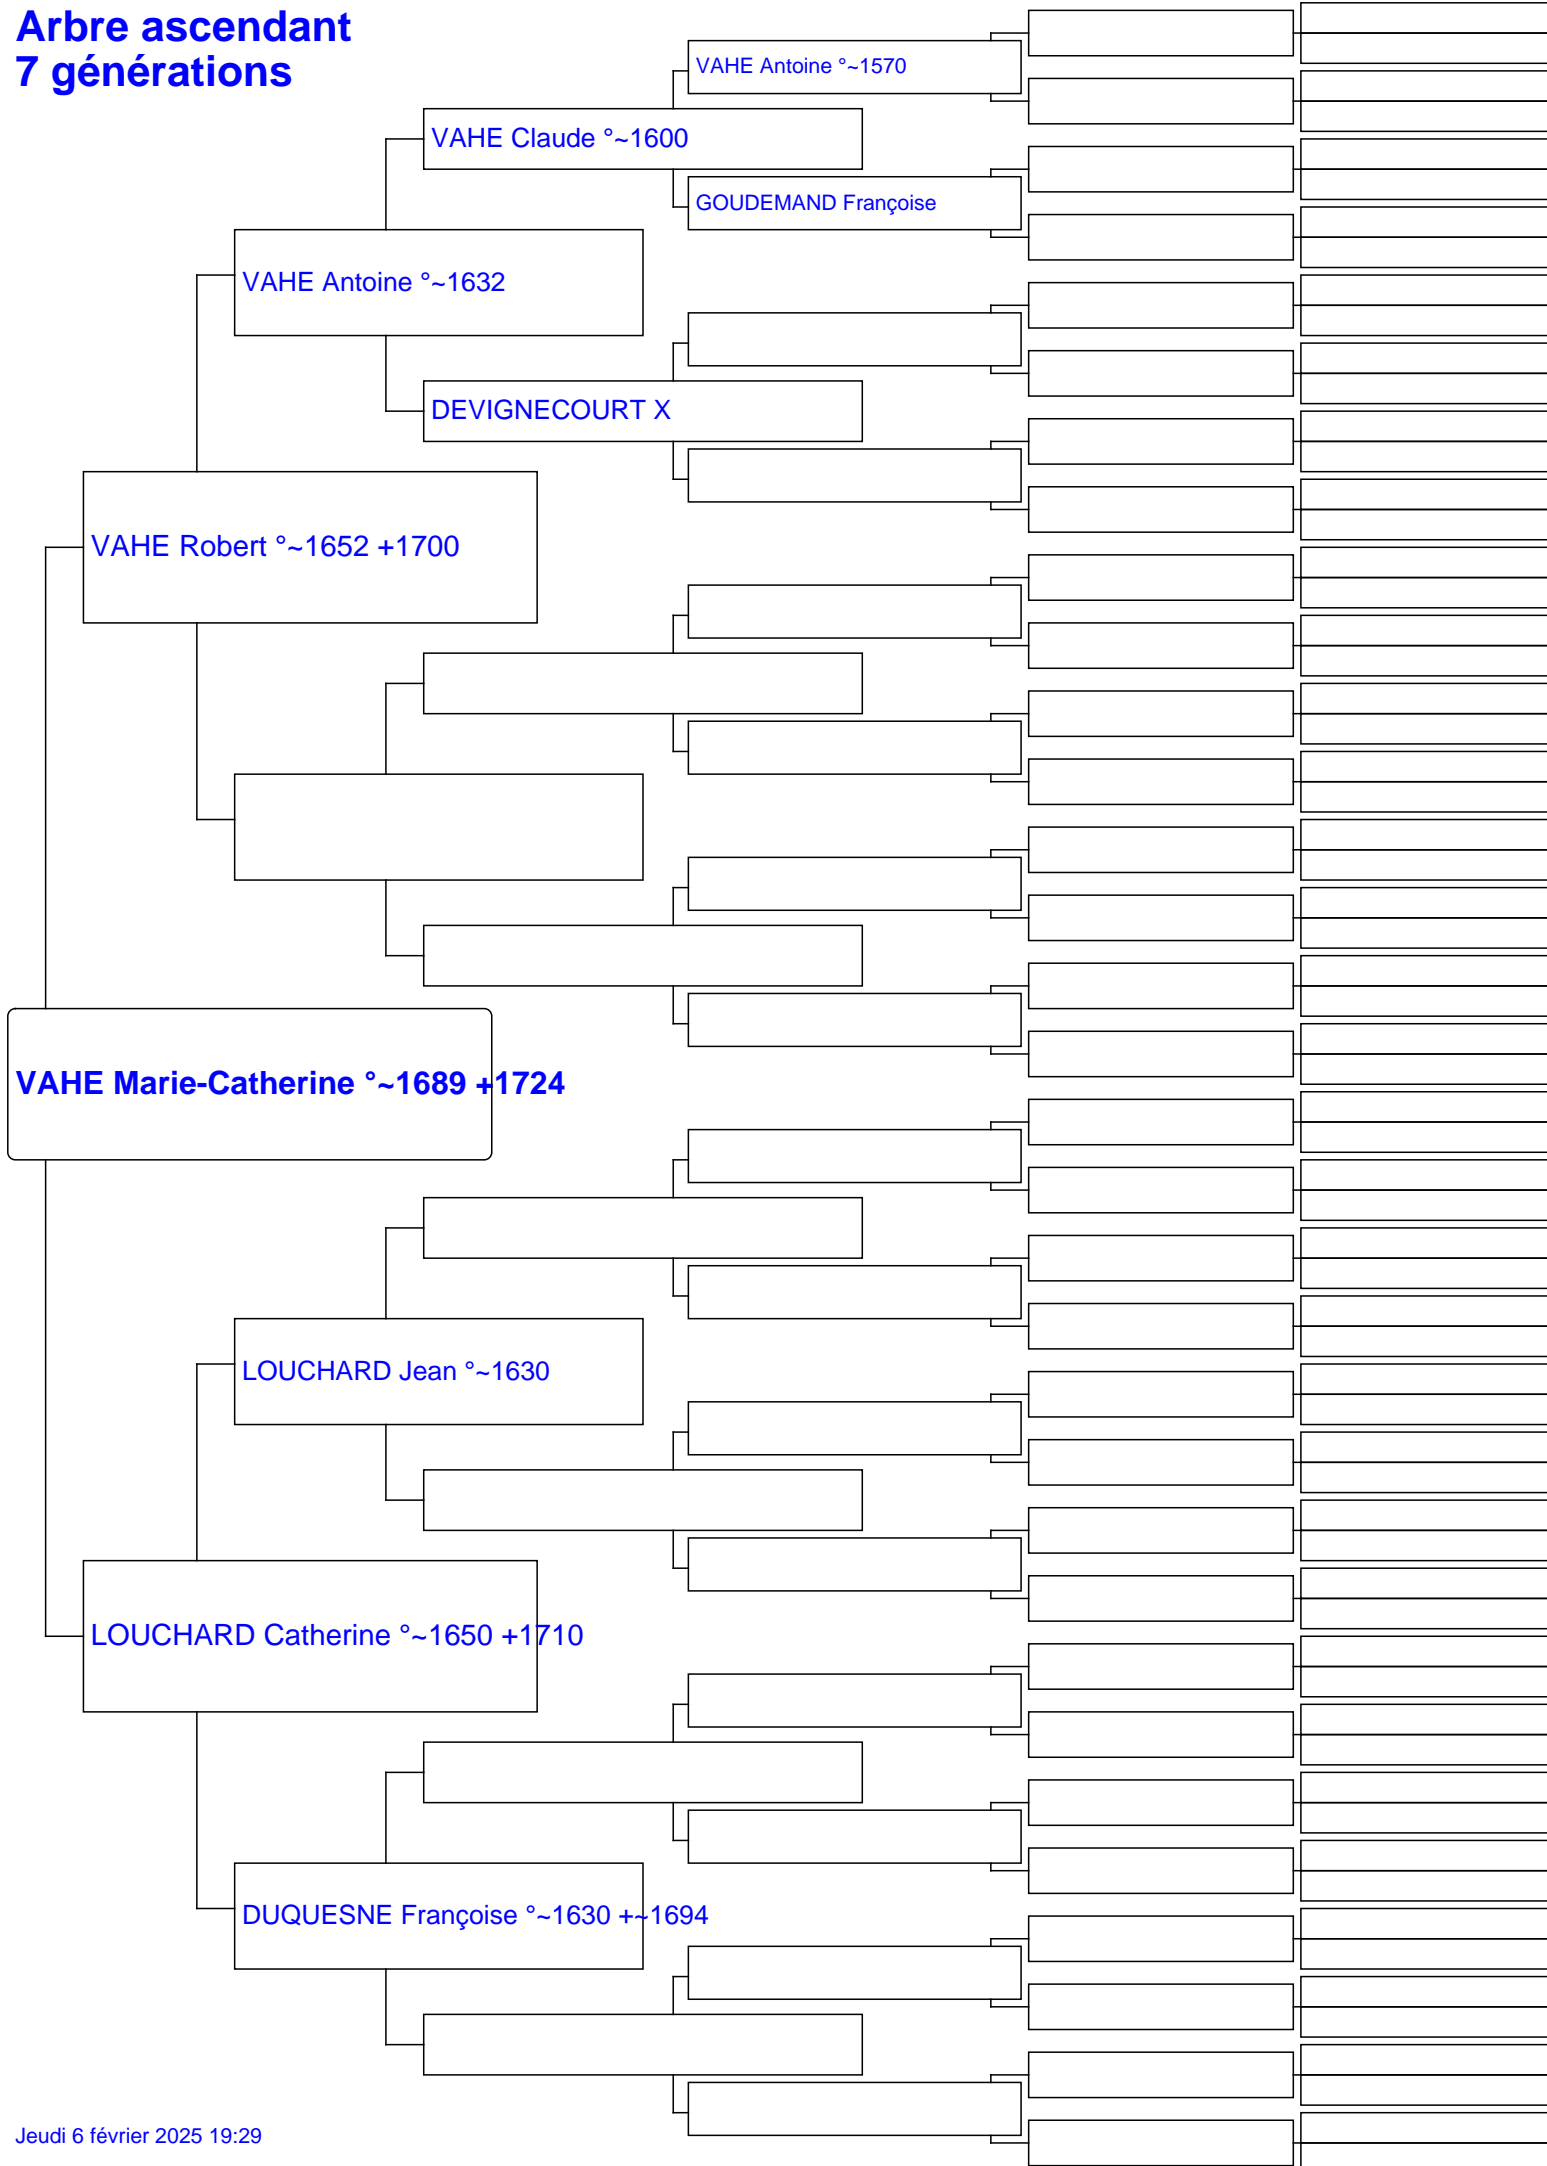 Arbre ascendant
7 générations
VAHE Antoine °~1570
VAHE Claude °~1600
GOUDEMAND Françoise
VAHE Antoine °~1632
DEVIGNECOURT X
VAHE Robert °~1652 +1700
VAHE Marie-Catherine °~1689 +1724
LOUCHARD Jean °~1630
LOUCHARD Catherine °~1650 +1710
DUQUESNE Françoise °~1630 +~1694
Jeudi 6 février 2025 19:29